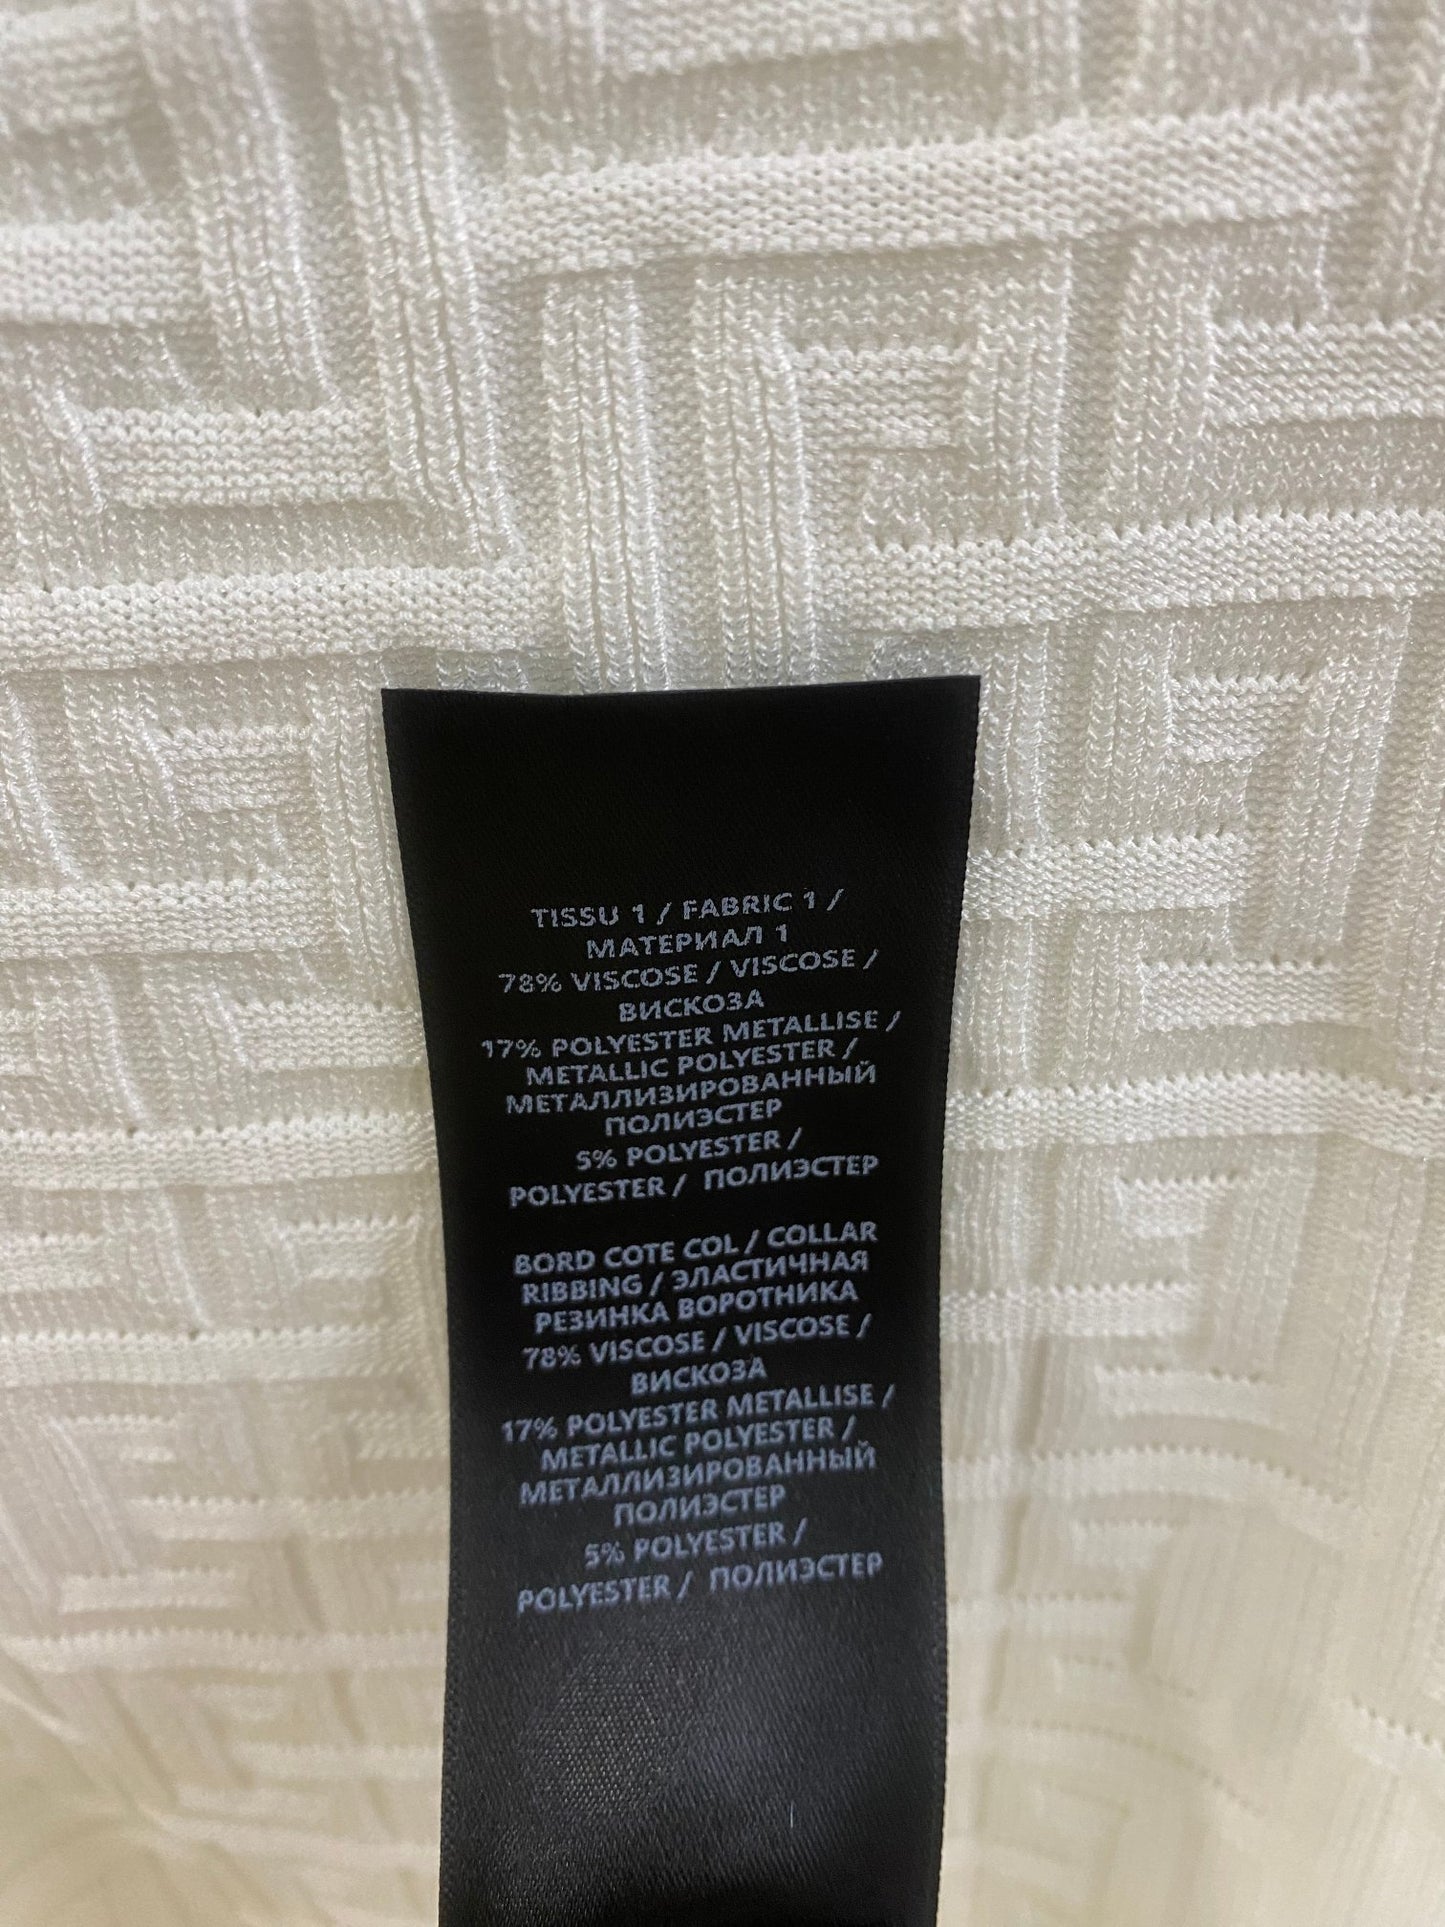 TISSU 1 / FABRIC 1 /
МАТЕРИАЛ 1
78% VISCOSE / VISCOSE /
ВИСКОЗА
17% POLYESTER METALLISE /
METALLIC POLYESTER /
МЕТАЛЛИЗИРОВАННЫЙ
ПОЛИЭСТЕР
5% POLYESTER /
POLYESTER / ПОЛИЭСТЕР
BORD COTE COL / COLLAR
RIBBING / ЭЛАСТИЧНАЯ
РЕЗИНКА ВОРОТНИКА
78% VISCOSE / VISCOSE /
ВИСКОЗА
17% POLYESTER METALLISE /
METALLIC POLYESTER /
МЕТАЛЛИЗИРОВАННЫЙ
ПОЛИЭСТЕР
5% POLYESTER /
POLYESTER / ПОЛИЭСТЕР